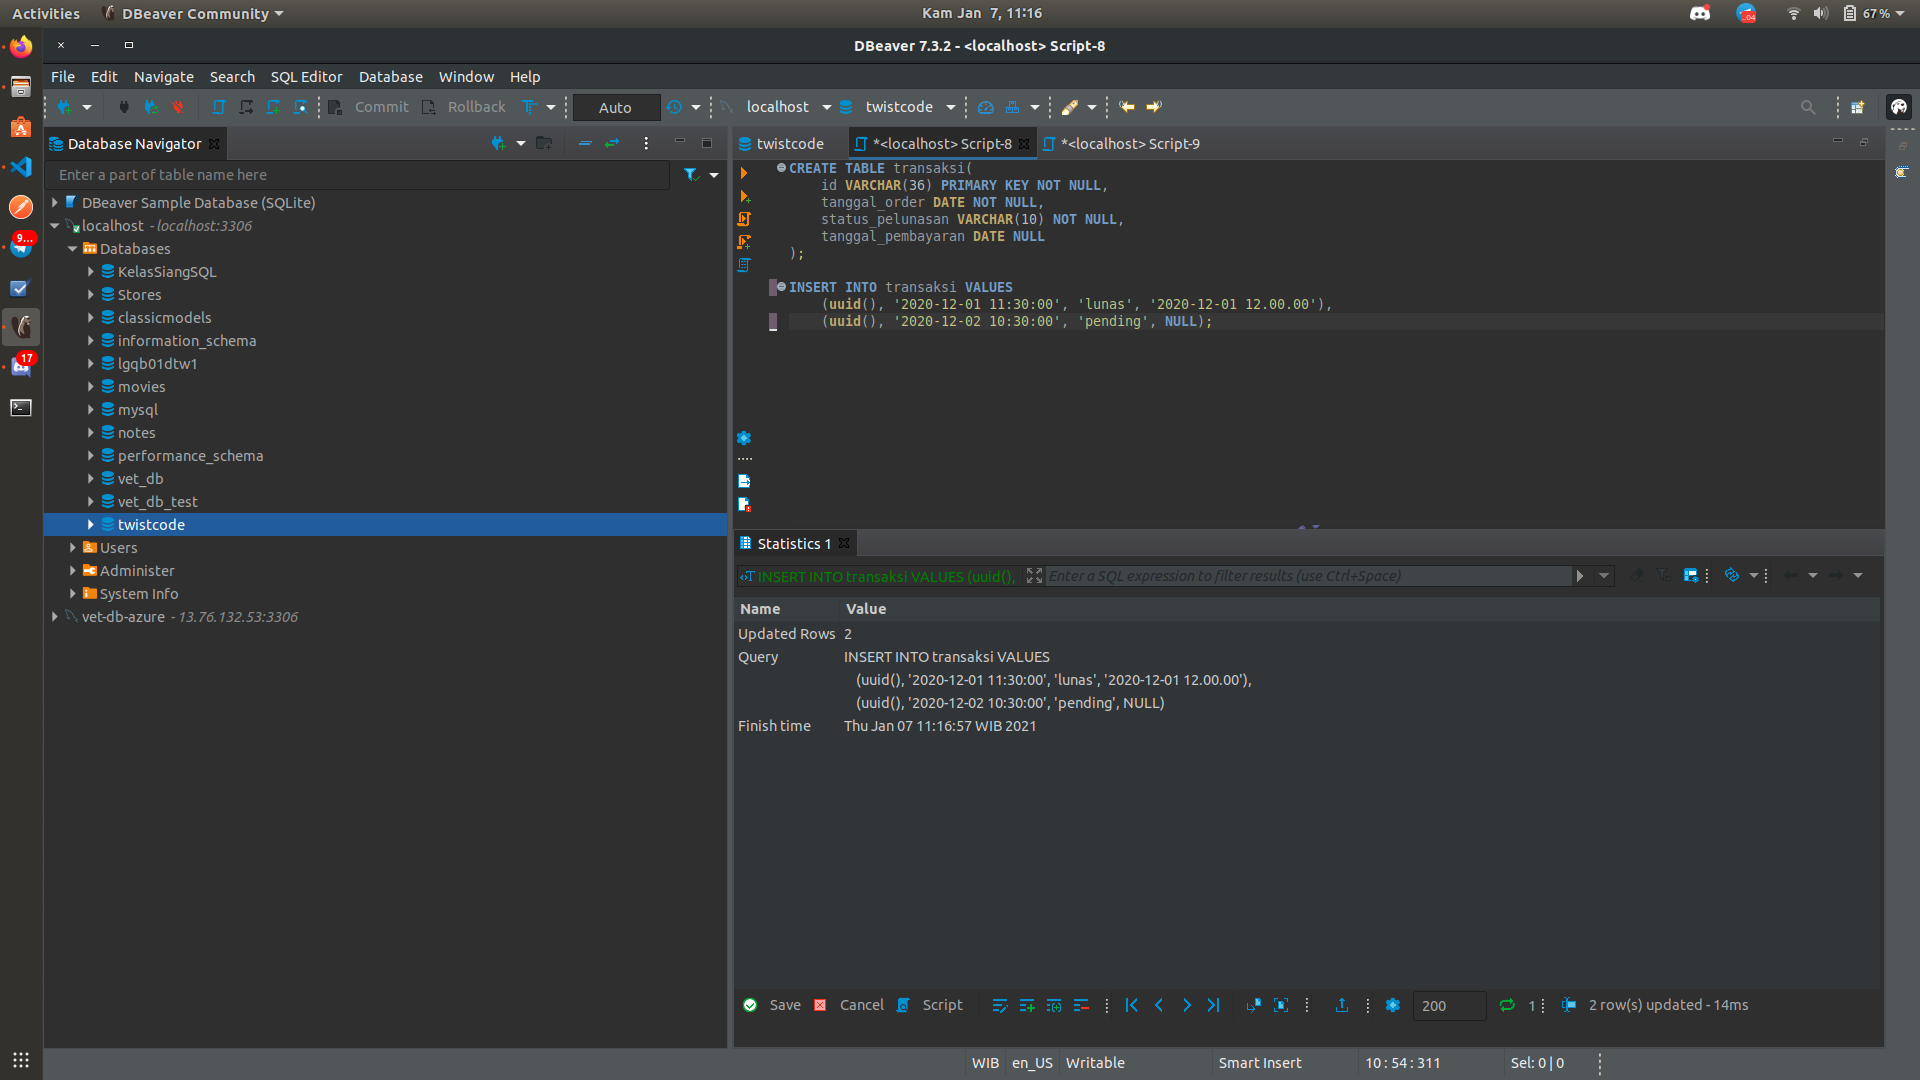 Activities
DBeaver Community
Kam Jan 7, 11:16
.04
67 %
DBeaver 7.3.2 - <localhost> Script-8
File Edit Navigate Search SQL Editor Database Window Help
Commit Rollback Auto localhost twistcode
Database Navigator
Enter a part of table name here
DBeaver Sample Database (SQLite)
localhost - localhost:3306
Databases
KelasSiangSQL
Stores
classicmodels
information_schema
lgqb01dtw1
movies
mysql
notes
performance_schema
vet_db
vet_db_test
twistcode
Users
Administer
System Info
vet-db-azure - 13.76.132.53:3306
9...
17
twistcode
*<localhost> Script-8
*<localhost> Script-9
CREATE TABLE transaksi(
id VARCHAR(36) PRIMARY KEY NOT NULL,
tanggal_order DATE NOT NULL,
status_pelunasan VARCHAR(10) NOT NULL,
tanggal_pembayaran DATE NULL
);
INSERT INTO transaksi VALUES
(uuid(), '2020-12-01 11:30:00', 'lunas', '2020-12-01 12.00.00'),
(uuid(), '2020-12-02 10:30:00', 'pending', NULL);
Statistics 1
INSERT INTO transaksi VALUES (uuid(),
Enter a SQL expression to filter results (use Ctrl+Space)
Name Value
Updated Rows 2
Query INSERT INTO transaksi VALUES
(uuid(), '2020-12-01 11:30:00', 'lunas', '2020-12-01 12.00.00'),
(uuid(), '2020-12-02 10:30:00', 'pending', NULL)
Finish time Thu Jan 07 11:16:57 WIB 2021
Save Cancel Script 200 1 2 row(s) updated - 14ms
WIB en_US Writable Smart Insert 10 : 54 : 311 Sel: 0 | 0